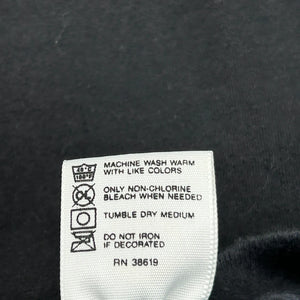 MACHINE WASH WARM
WITH LIKE COLORS
ONLY NON-CHLORINE
BLEACH WHEN NEEDED
TUMBLE DRY MEDIUM
DO NOT IRON
IF DECORATED
RN 38619